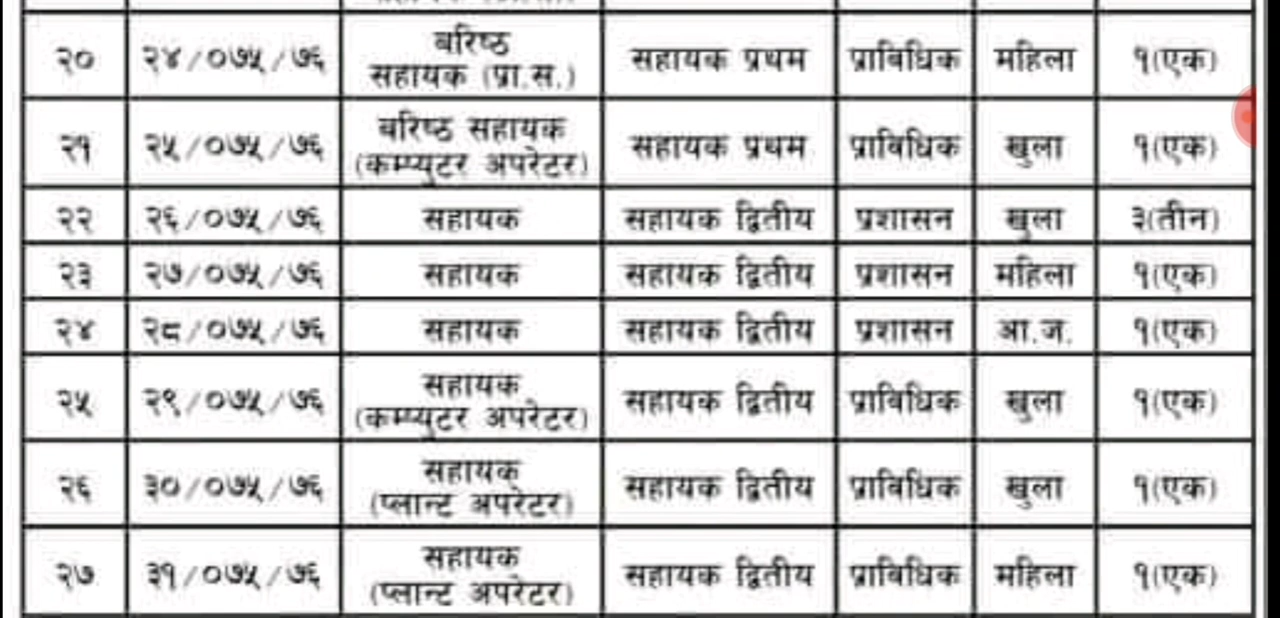 २० २४/०७५/७६ बरिष्ठ सहायक (प्रा.स.) सहायक प्रथम प्राबिधिक महिला १(एक)
२१ २५/०७५/७६ बरिष्ठ सहायक (कम्प्युटर अपरेटर) सहायक प्रथम प्राबिधिक खुला १(एक)
२२ २६/०७५/७६ सहायक सहायक द्वितीय प्रशासन खुला ३(तीन)
२३ २७/०७५/७६ सहायक सहायक द्वितीय प्रशासन महिला १(एक)
२४ २८/०७५/७६ सहायक सहायक द्वितीय प्रशासन आ.ज. १(एक)
२५ २९/०७५/७६ सहायक (कम्प्युटर अपरेटर) सहायक द्वितीय प्राबिधिक खुला १(एक)
२६ ३०/०७५/७६ सहायक (प्लान्ट अपरेटर) सहायक द्वितीय प्राबिधिक खुला १(एक)
२७ ३१/०७५/७६ सहायक (प्लान्ट अपरेटर) सहायक द्वितीय प्राबिधिक महिला १(एक)